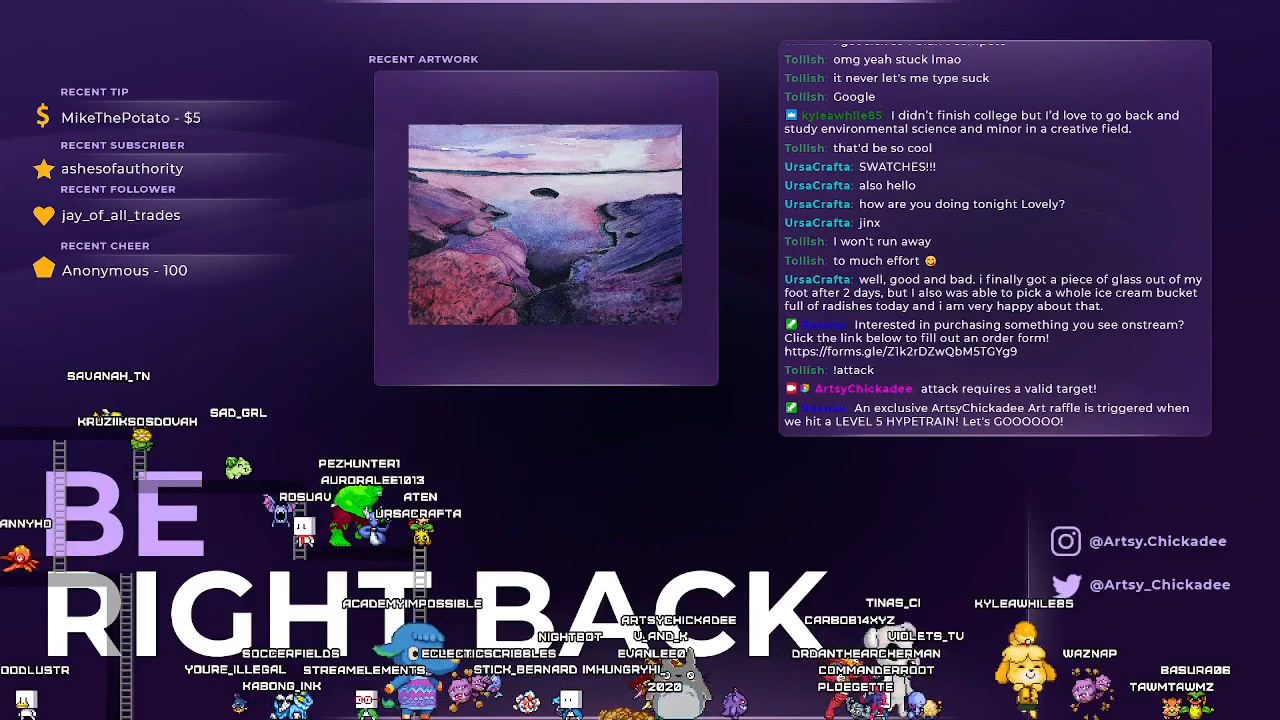 RECENT TIP
MikeThePotato - $5
RECENT SUBSCRIBER
ashesofauthority
RECENT FOLLOWER
jay_of_all_trades
RECENT CHEER
Anonymous - 100
RECENT ARTWORK
Tollish: omg yeah stuck lmao
Tollish: it never let's me type suck
Tollish: Google
kyleawhile85: I didn't finish college but I'd love to go back and
study environmental science and minor in a creative field.
Tollish: that'd be so cool
UrsaCrafta: SWATCHES!!!
UrsaCrafta: also hello
UrsaCrafta: how are you doing tonight Lovely?
UrsaCrafta: jinx
Tollish: I won't run away
Tollish: to much effort
UrsaCrafta: well, good and bad. i finally got a piece of glass out of my
foot after 2 days, but I also was able to pick a whole ice cream bucket
full of radishes today and i am very happy about that.
Rosuav: Interested in purchasing something you see onstream?
Click the link below to fill out an order form!
https://forms.gle/Z1k2rDZwQbM5TGYg9
Tollish: !attack
ArtsyChickadee: attack requires a valid target!
Rosuav: An exclusive ArtsyChickadee Art raffle is triggered when
we hit a LEVEL 5 HYPETRAIN! Let's GOOOOOO!
SAVANAH_TN
SAD_GRL
PEZHUNTER1
AURORALEE1013
ROSUAV
ATEN
URSACRAFTA
ANNYHO
BE
RIGHT BACK
@Artsy.Chickadee
@Artsy_Chickadee
ACADEMYIMPOSSIBLE
TINAS_CI
KYLEAWHILE85
ARTSYCHICKADEE
CARBOB14XYZ
NIGHTBOT
V_AND_K
VIOLETS_TV
SOCCERFIELDS
ECLECTICSCRIBBLES
EVANLEE0
DRDANTHEARCHERMAN
WAZNAP
ODDLUSTR
YOURE_ILLEGAL
STREAMELEMENTS
STICK_BERNARD
IMHUNGRYHI
COMMANDERROOT
BASURA06
KABONG_INK
2020
PLOEGETTE
TAWMTAWMZ